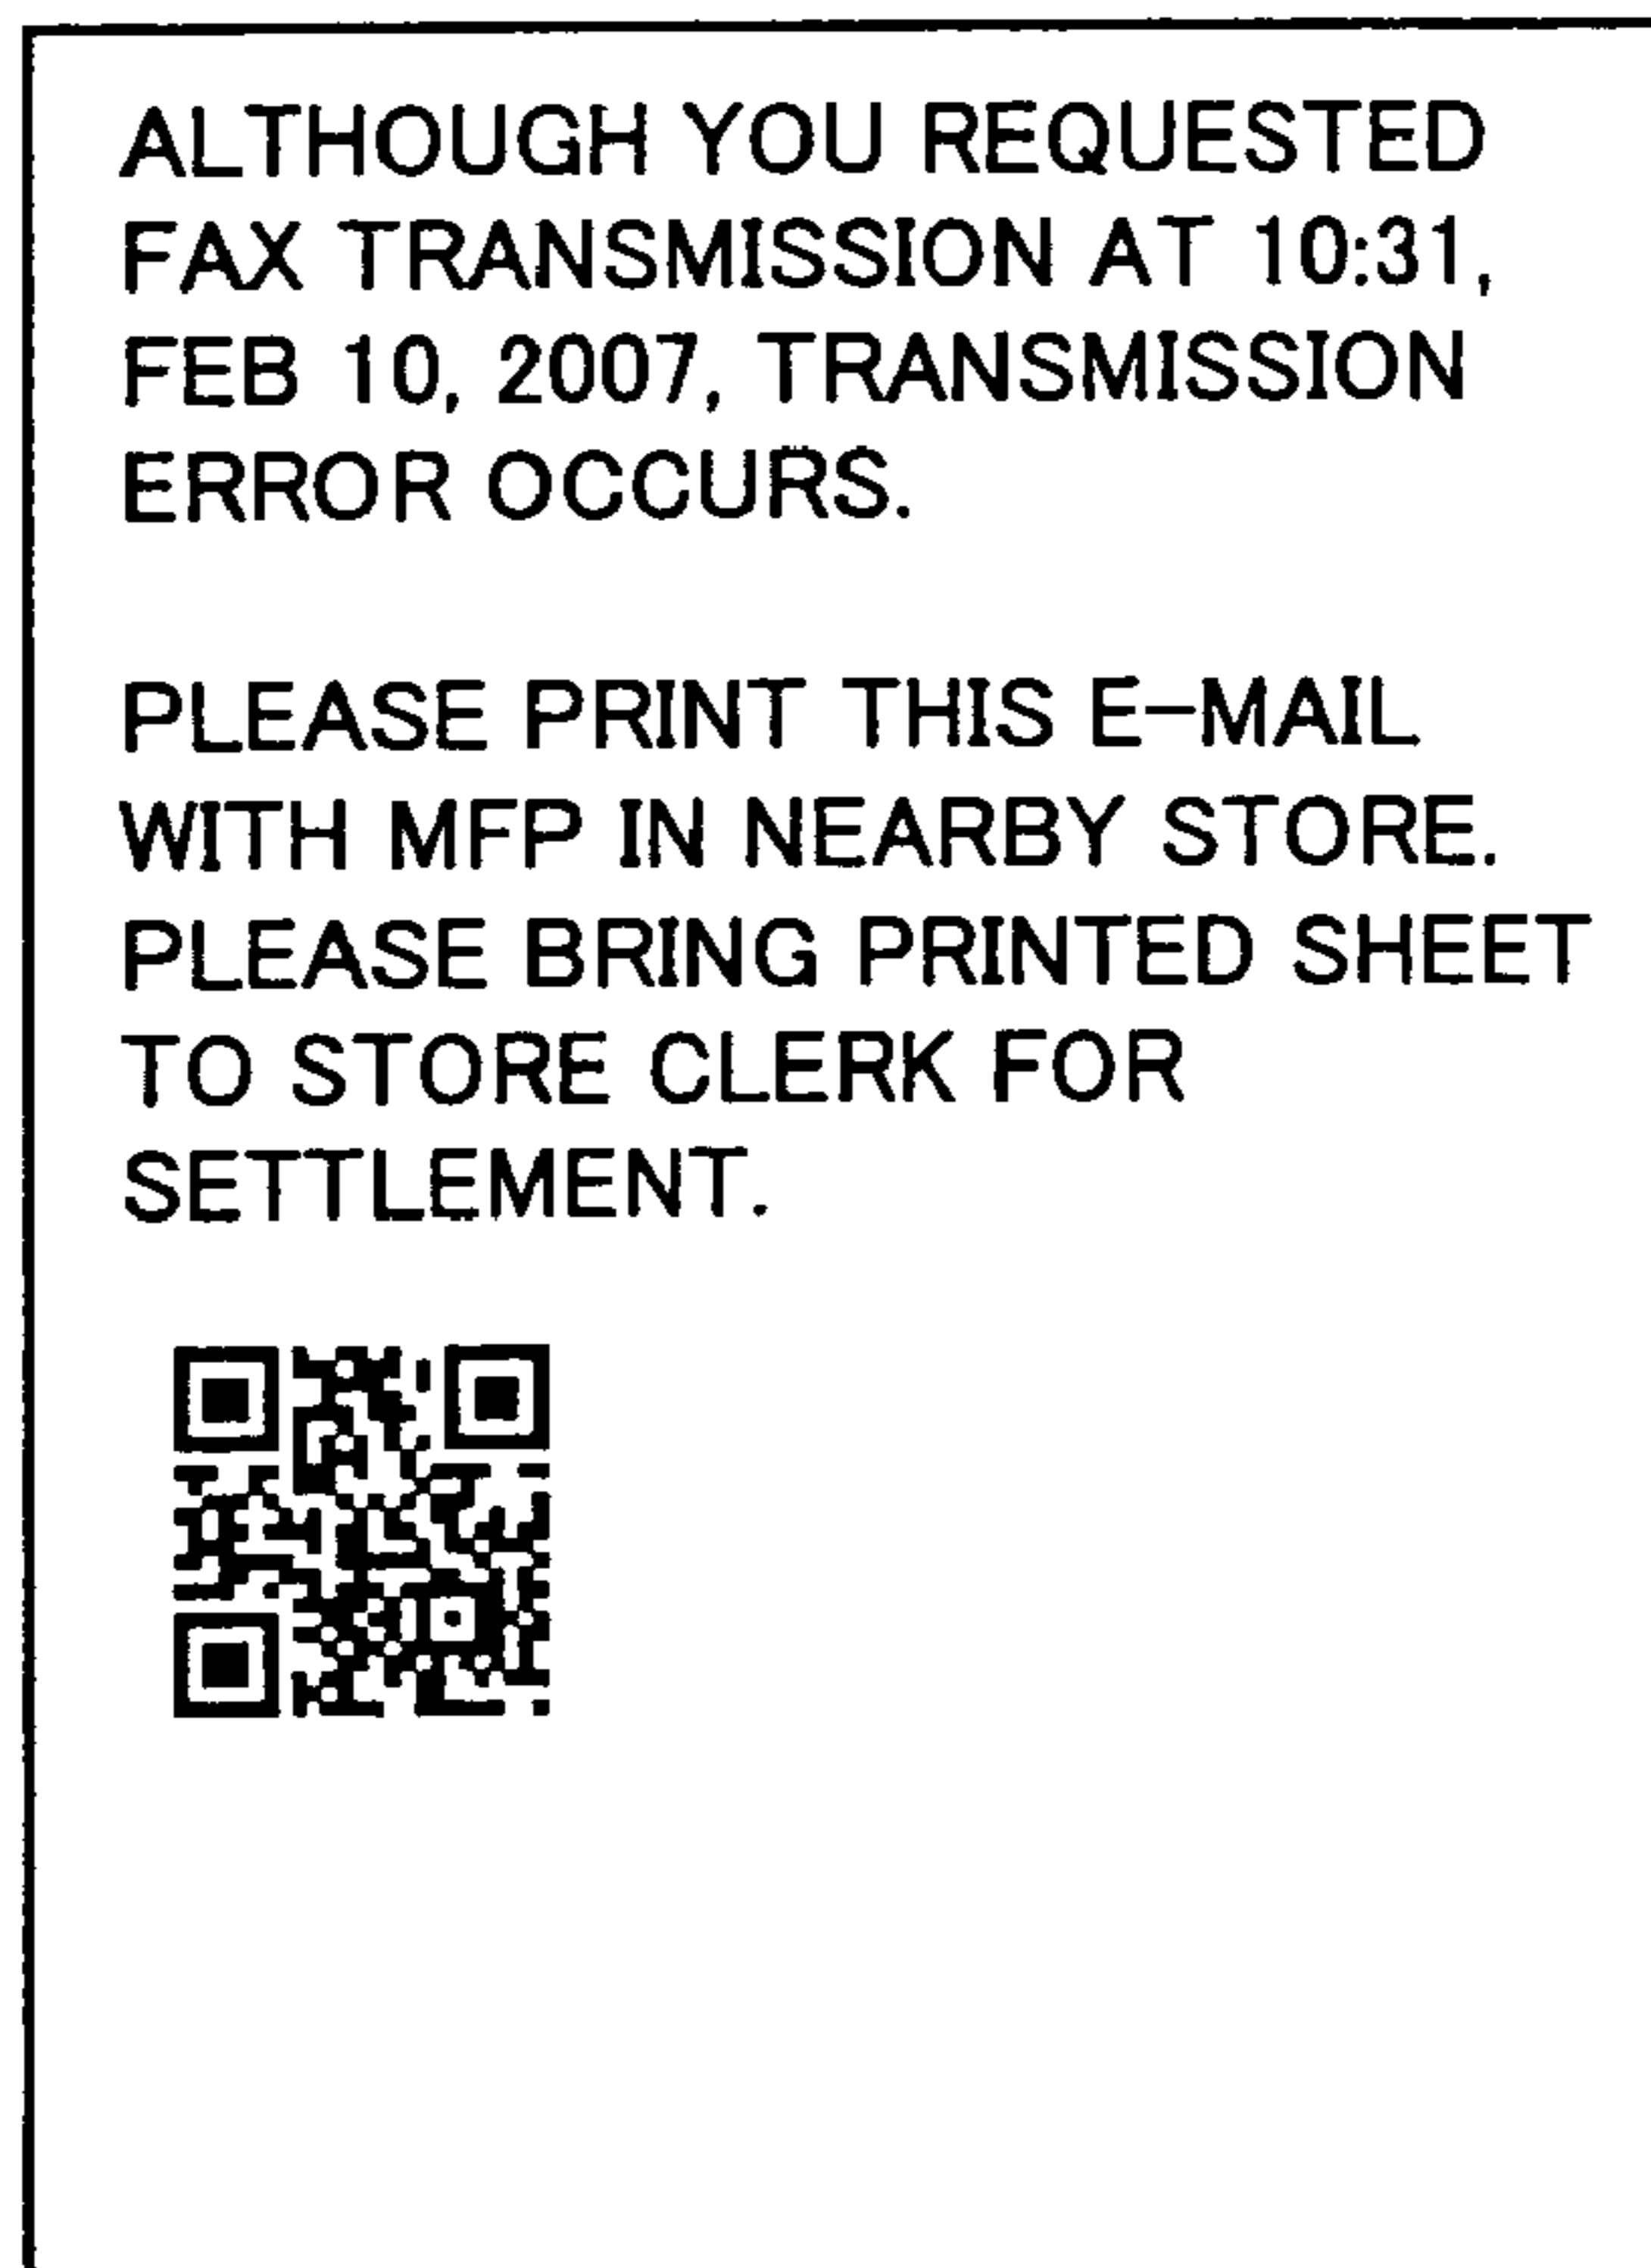 ALTHOUGH YOU REQUESTED
FAX TRANSMISSION AT 10:31,
FEB 10, 2007, TRANSMISSION
ERROR OCCURS.
PLEASE PRINT THIS E-MAIL
WITH MFP IN NEARBY STORE.
PLEASE BRING PRINTED SHEET
TO STORE CLERK FOR
SETTLEMENT.